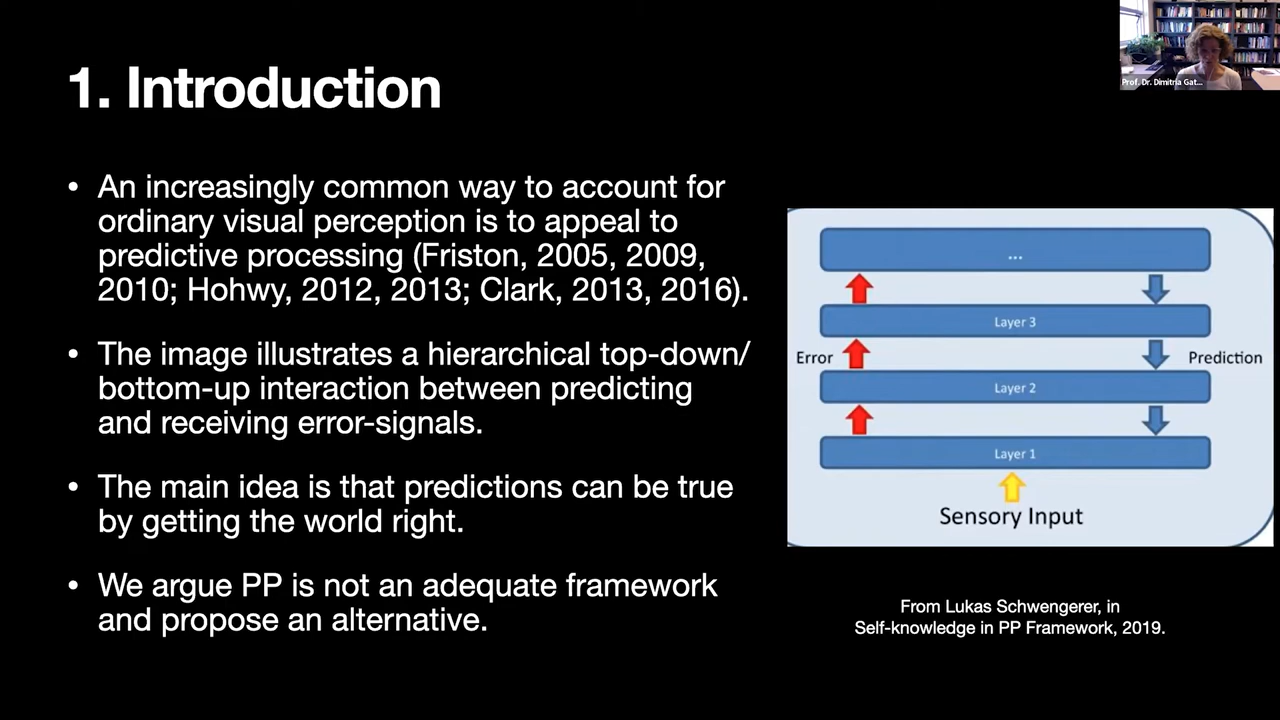 1. Introduction
Prof. Dr. Dimitria Gat...
• An increasingly common way to account for
ordinary visual perception is to appeal to
predictive processing (Friston, 2005, 2009,
2010; Hohwy, 2012, 2013; Clark, 2013, 2016).
• The image illustrates a hierarchical top-down/
bottom-up interaction between predicting
and receiving error-signals.
• The main idea is that predictions can be true
by getting the world right.
• We argue PP is not an adequate framework
and propose an alternative.
...
Layer 3
Error
Prediction
Layer 2
Layer 1
Sensory Input
From Lukas Schwengerer, in
Self-knowledge in PP Framework, 2019.